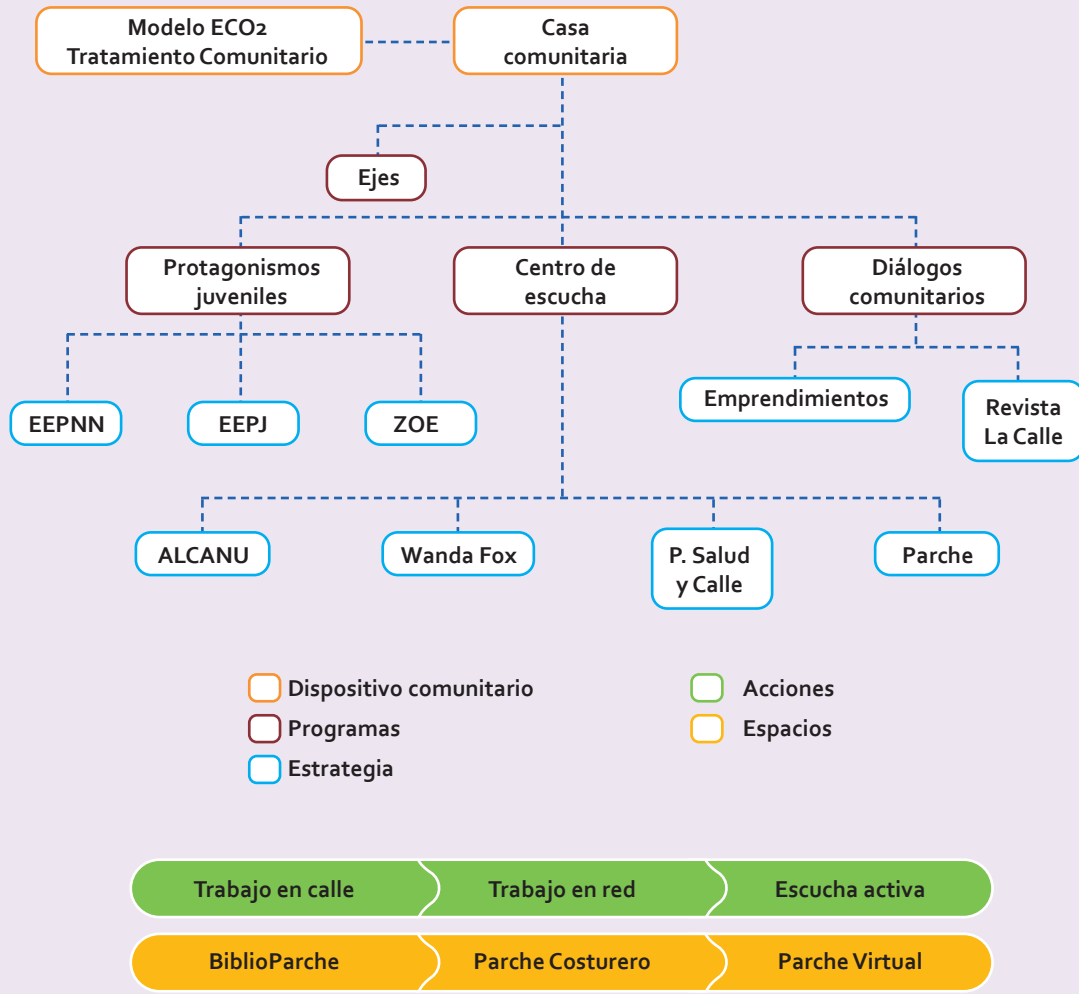 Modelo ECO2
Tratamiento Comunitario
Casa
comunitaria
Ejes
Protagonismos
juveniles
Centro de
escucha
Diálogos
comunitarios
EEPNN
EEPJ
ZOE
Emprendimientos
Revista
La Calle
ALCANU
Wanda Fox
P. Salud
y Calle
Parche
Dispositivo comunitario
Programas
Estrategia
Acciones
Espacios
Trabajo en calle
Trabajo en red
Escucha activa
BiblioParche
Parche Costurero
Parche Virtual